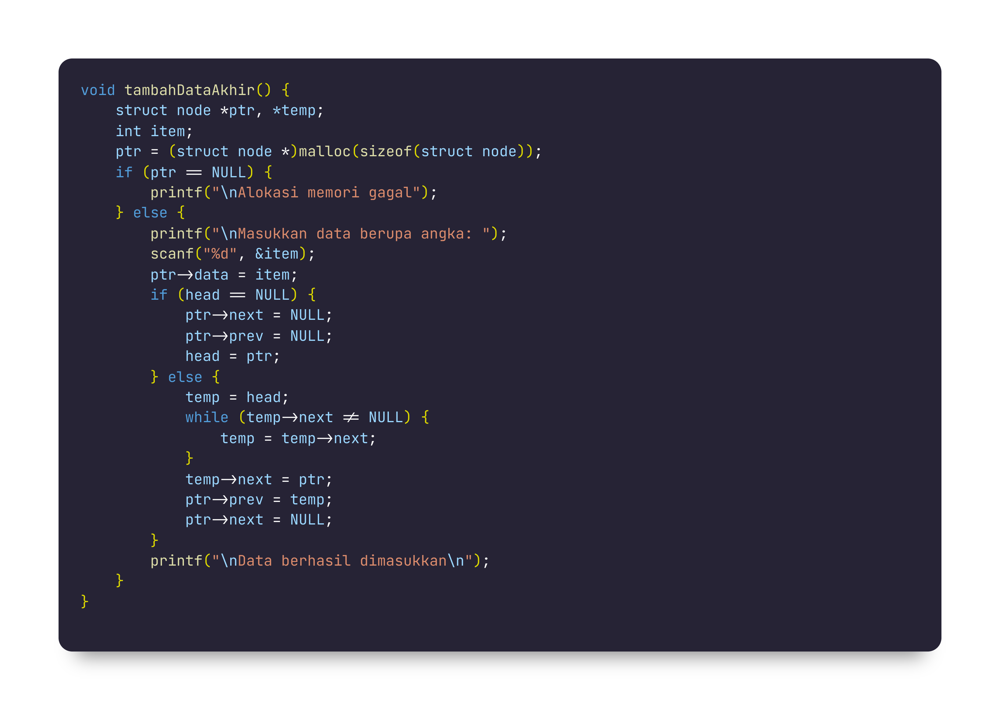 void tambahDataAkhir() {
    struct node *ptr, *temp;
    int item;
    ptr = (struct node *)malloc(sizeof(struct node));
    if (ptr == NULL) {
        printf("\nAlokasi memori gagal");
    } else {
        printf("\nMasukkan data berupa angka: ");
        scanf("%d", &item);
        ptr->data = item;
        if (head == NULL) {
            ptr->next = NULL;
            ptr->prev = NULL;
            head = ptr;
        } else {
            temp = head;
            while (temp->next != NULL) {
                temp = temp->next;
            }
            temp->next = ptr;
            ptr->prev = temp;
            ptr->next = NULL;
        }
        printf("\nData berhasil dimasukkan\n");
    }
}